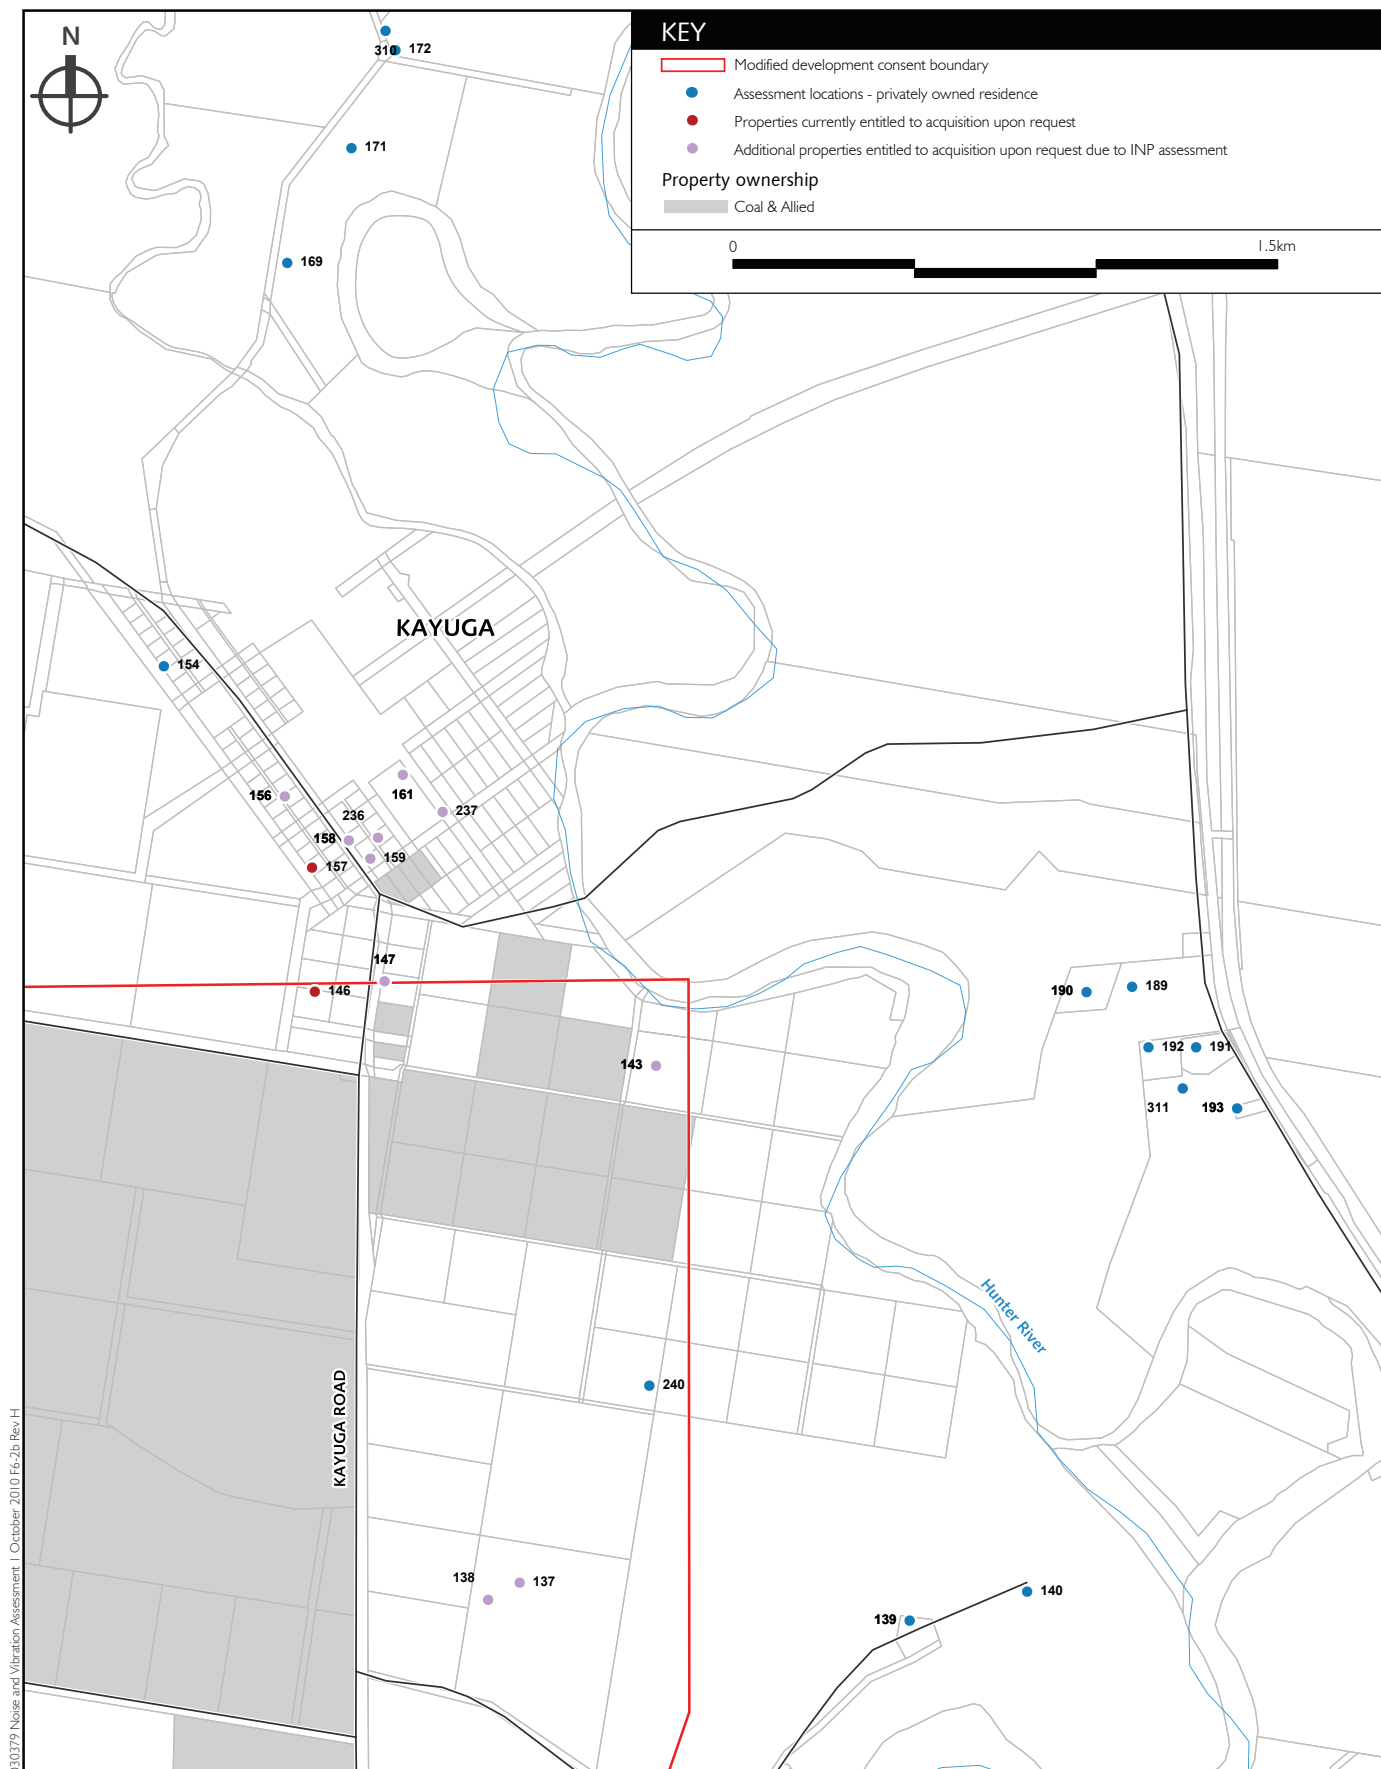 N
KEY
Modified development consent boundary
Assessment locations - privately owned residence
Properties currently entitled to acquisition upon request
Additional properties entitled to acquisition upon request due to INP assessment
Property ownership
Coal & Allied
0 1.5km
310 172
171
169
KAYUGA
154
156
161
236
237
158
159
157
147
146
190
189
143
192
191
311
193
Hunter River
240
KAYUGA ROAD
138
137
139
140
030379 Noise and Vibration Assessment I October 2010 F6-2b Rev H